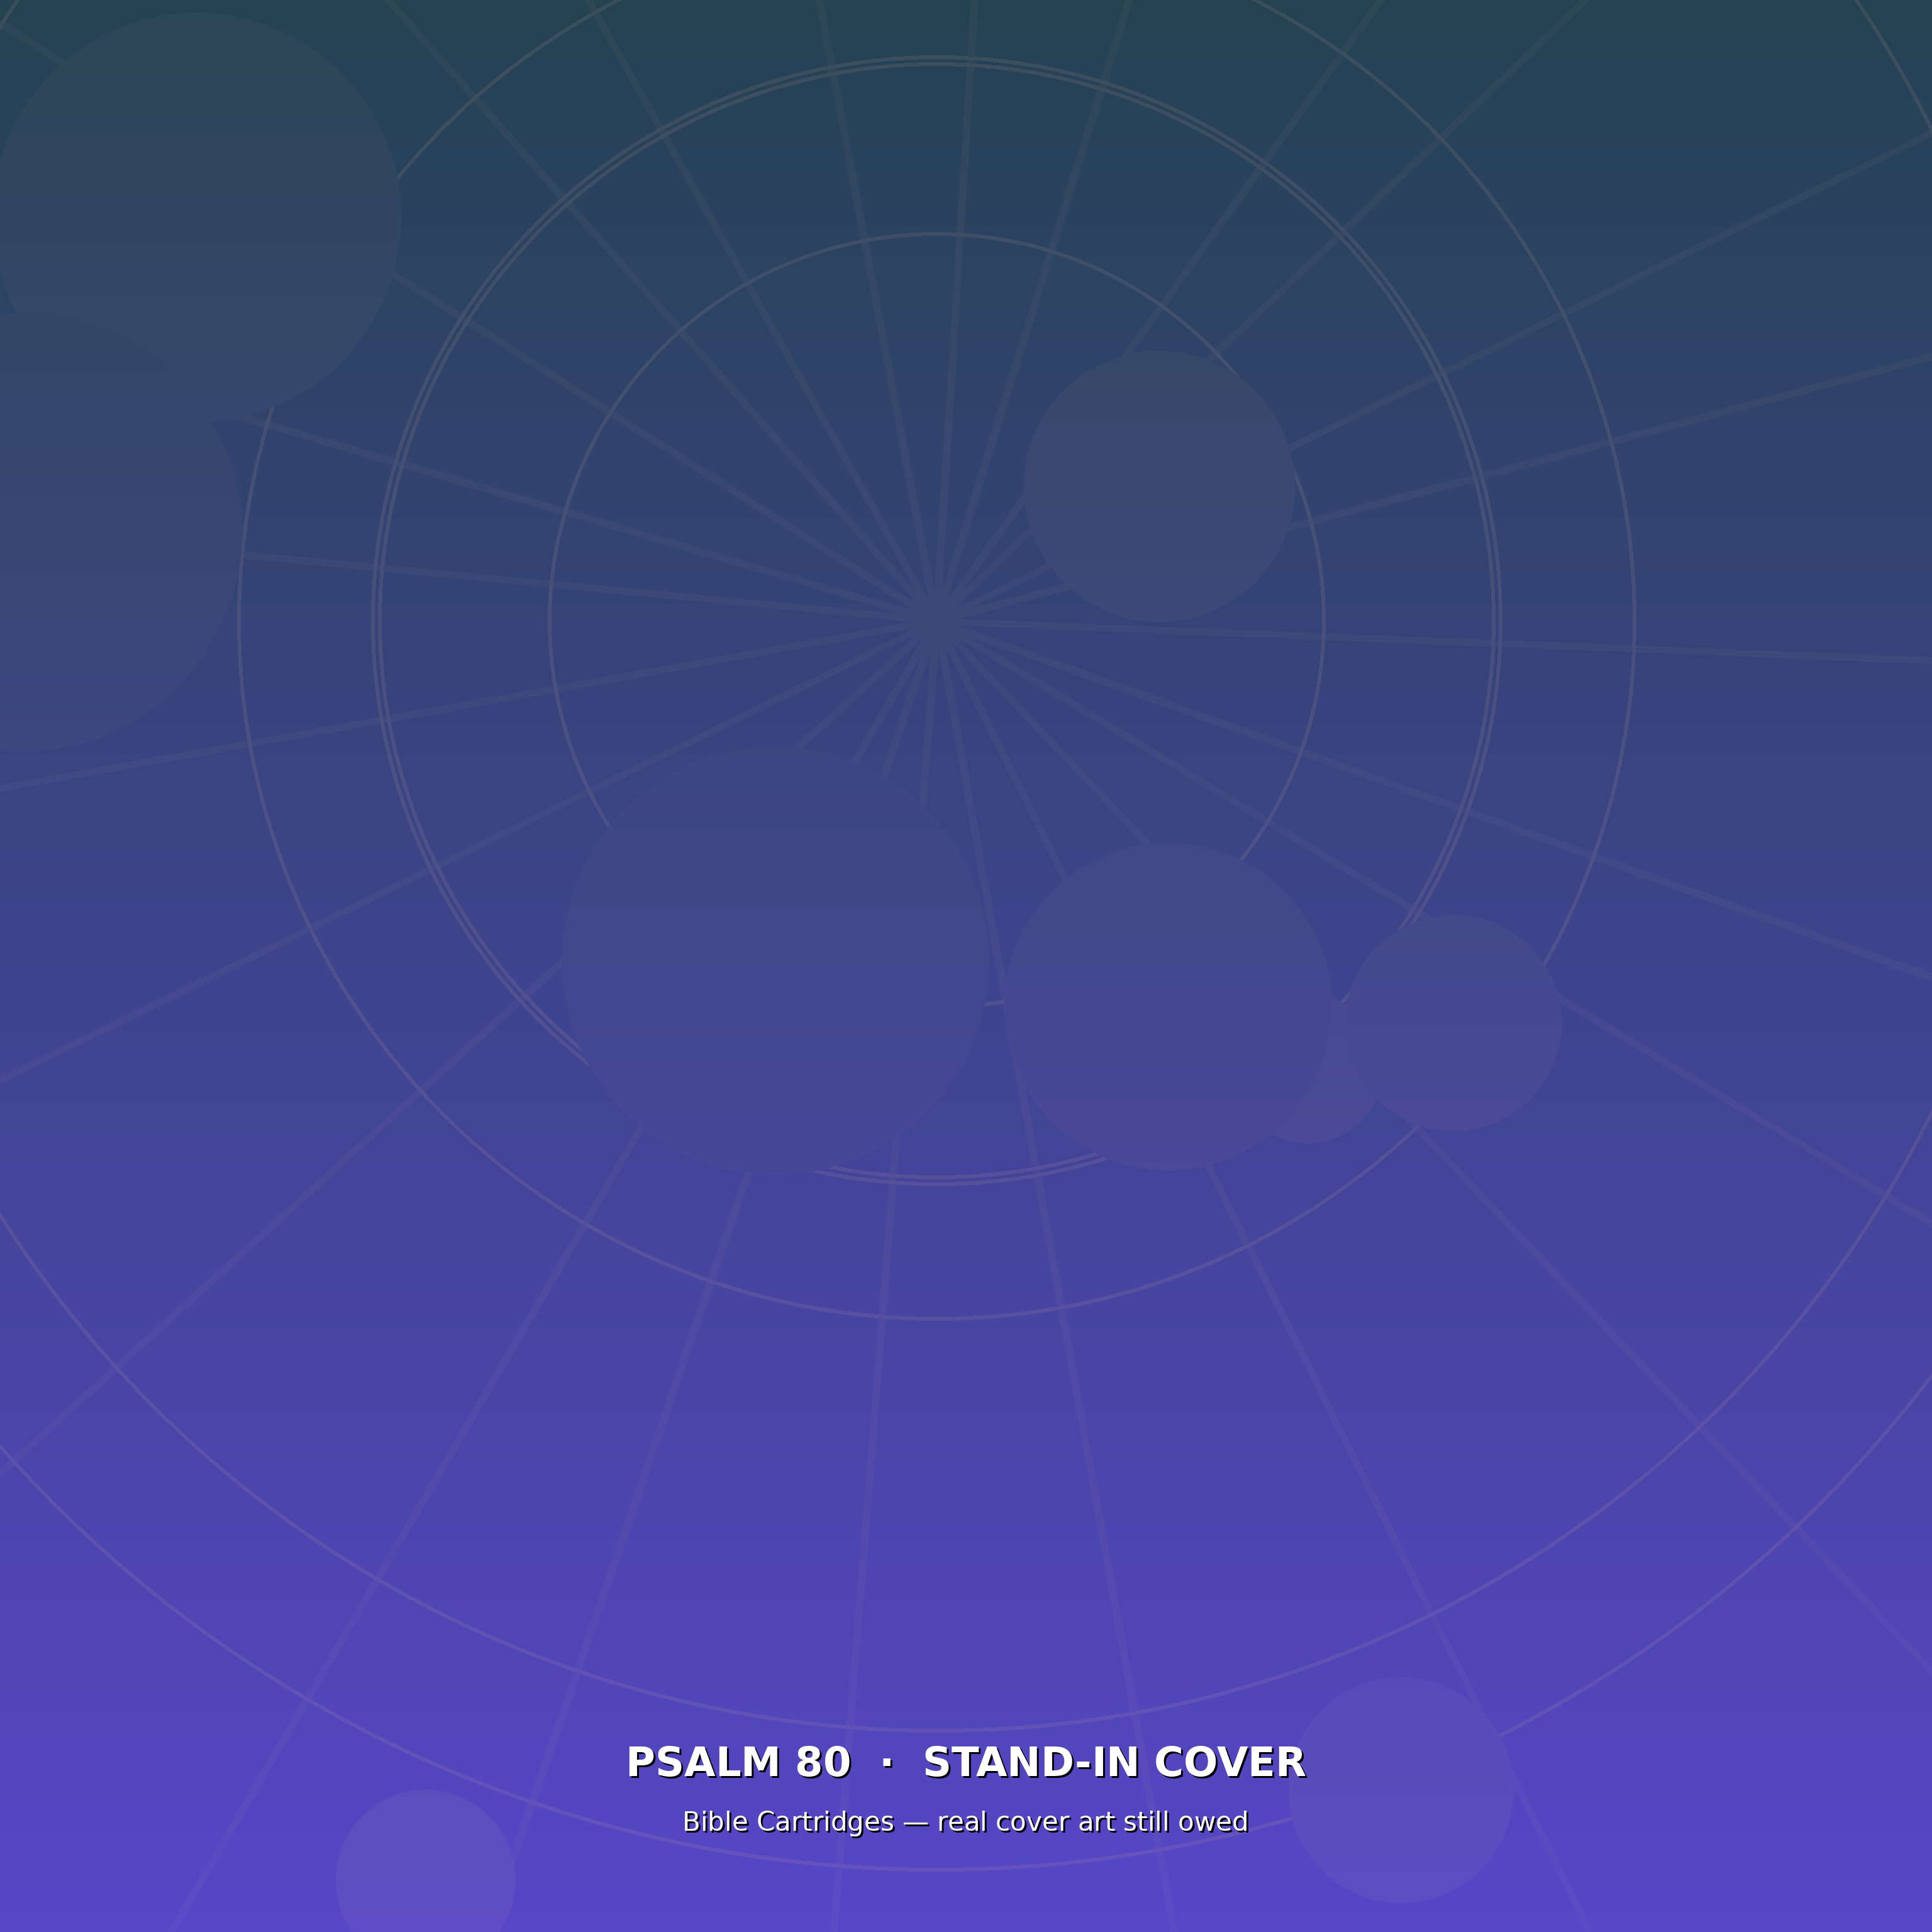 PSALM 80 · STAND-IN COVER
Bible Cartridges — real cover art still owed